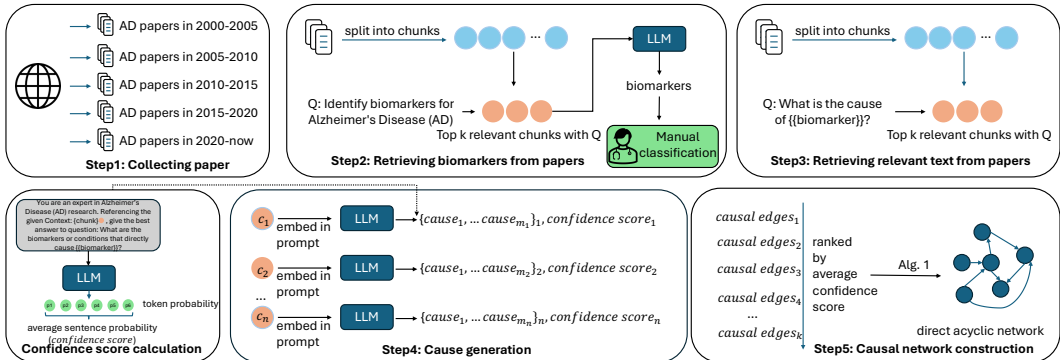 AD papers in 2000-2005
AD papers in 2005-2010
AD papers in 2010-2015
AD papers in 2015-2020
AD papers in 2020-now
Step1: Collecting paper
split into chunks
...
LLM
biomarkers
Q: Identify biomarkers for
Alzheimer's Disease (AD)
Top k relevant chunks with Q
Manual
classification
Step2: Retrieving biomarkers from papers
split into chunks
...
Q: What is the cause
of {{biomarker}}?
Top k relevant chunks with Q
Step3: Retrieving relevant text from papers
You are an expert in Alzheimer's
Disease (AD) research. Referencing the
given Context: {chunk}, give the best
answer to question: What are the
biomarkers or conditions that directly
cause {{biomarker}}?
LLM
p1 p2 p3 p4 p5 p6
token probability
average sentence probability
(confidence score)
Confidence score calculation
c1
embed in
prompt
LLM
{cause1, ... causem1}1, confidence score1
c2
embed in
prompt
LLM
{cause1, ... causem2}2, confidence score2
...
cn
embed in
prompt
LLM
{cause1, ... causemn}n, confidence scoren
Step4: Cause generation
causal edges1
causal edges2
causal edges3
causal edges4
...
causal edgesk
ranked
by
average
confidence
score
Alg. 1
direct acyclic network
Step5: Causal network construction